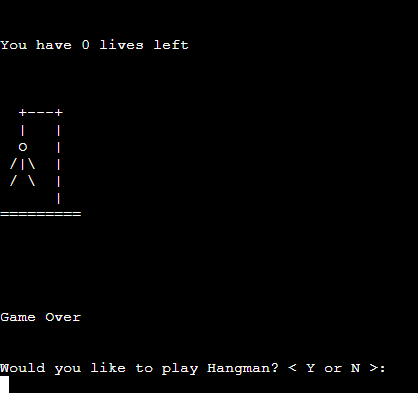 You have 0 lives left
+---+
|   |
o   |
/|\  |
/ \  |
|
=========
Game Over
Would you like to play Hangman? < Y or N >: